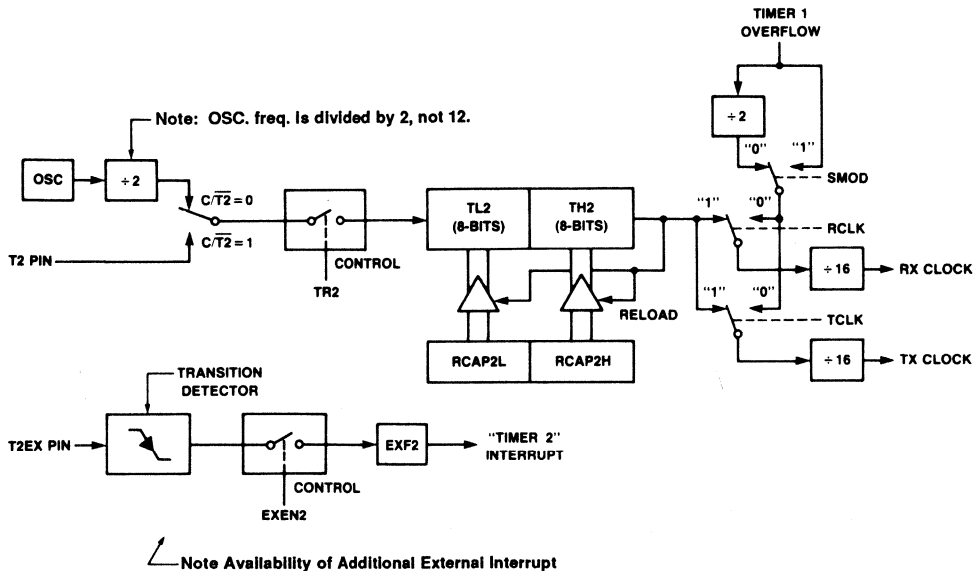 TIMER 1
OVERFLOW
Note: OSC. freq. is divided by 2, not 12.
÷ 2
"0"
"1"
OSC
÷ 2
SMOD
C/T2 = 0
TL2
(8-BITS)
TH2
(8-BITS)
"1"
"0"
RCLK
C/T2 = 1
T2 PIN
CONTROL
÷ 16
RX CLOCK
TR2
"1"
"0"
RELOAD
TCLK
RCAP2L
RCAP2H
÷ 16
TX CLOCK
TRANSITION
DETECTOR
T2EX PIN
EXF2
"TIMER 2"
INTERRUPT
CONTROL
EXEN2
Note Availability of Additional External Interrupt